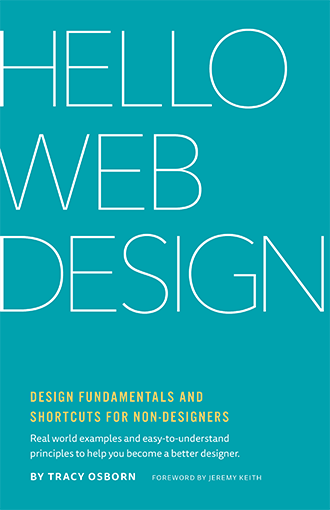 HELLO
WEB
DESIGN
DESIGN FUNDAMENTALS AND
SHORTCUTS FOR NON-DESIGNERS
Real world examples and easy-to-understand
principles to help you become a better designer.
BY TRACY OSBORN FOREWORD BY JEREMY KEITH